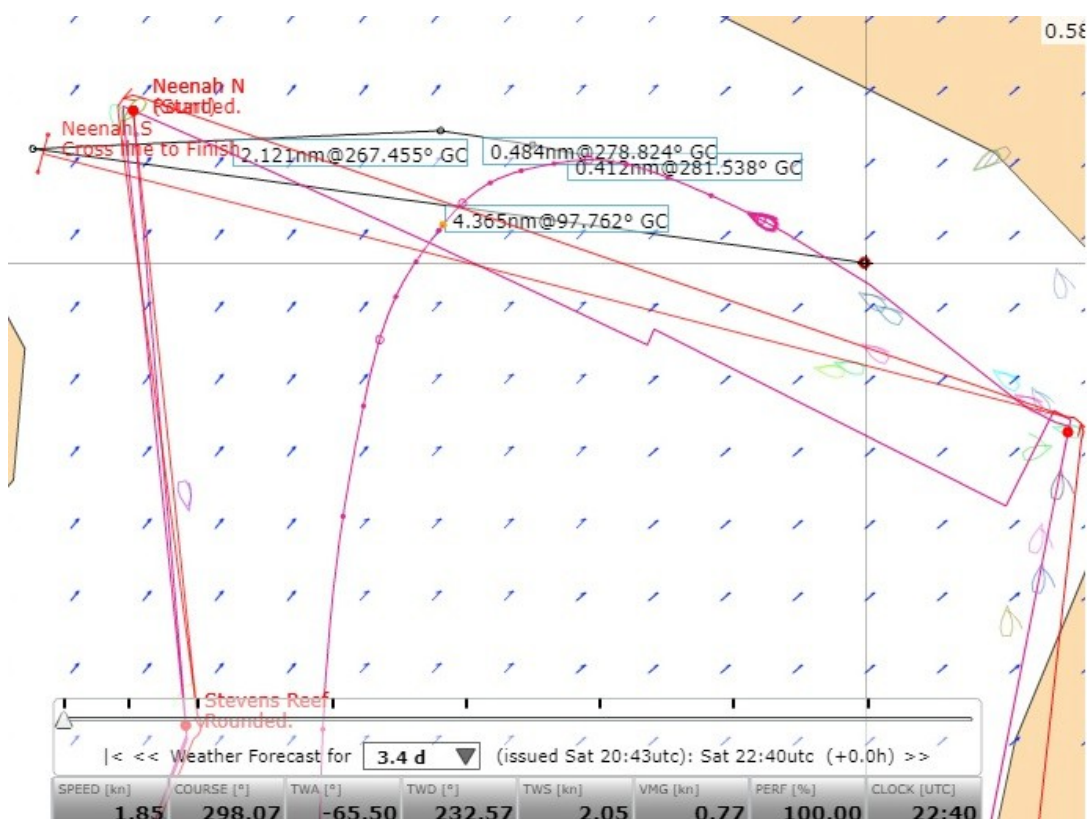 0.58
Neenah N
(Start)
Rounded.
Neenah S
Cross line to Finish
2.121nm@267.455° GC
0.484nm@278.824° GC
0.412nm@281.538° GC
4.365nm@97.762° GC
Stevens Reef
Rounded.
|< << Weather Forecast for 3.4 d (issued Sat 20:43utc): Sat 22:40utc (+0.0h) >>
SPEED [kn] COURSE [°] TWA [°] TWD [°] TWS [kn] VMG [kn] PERF [%] CLOCK [UTC]
1.85 298.07 -65.50 232.57 2.05 0.77 100.00 22:40